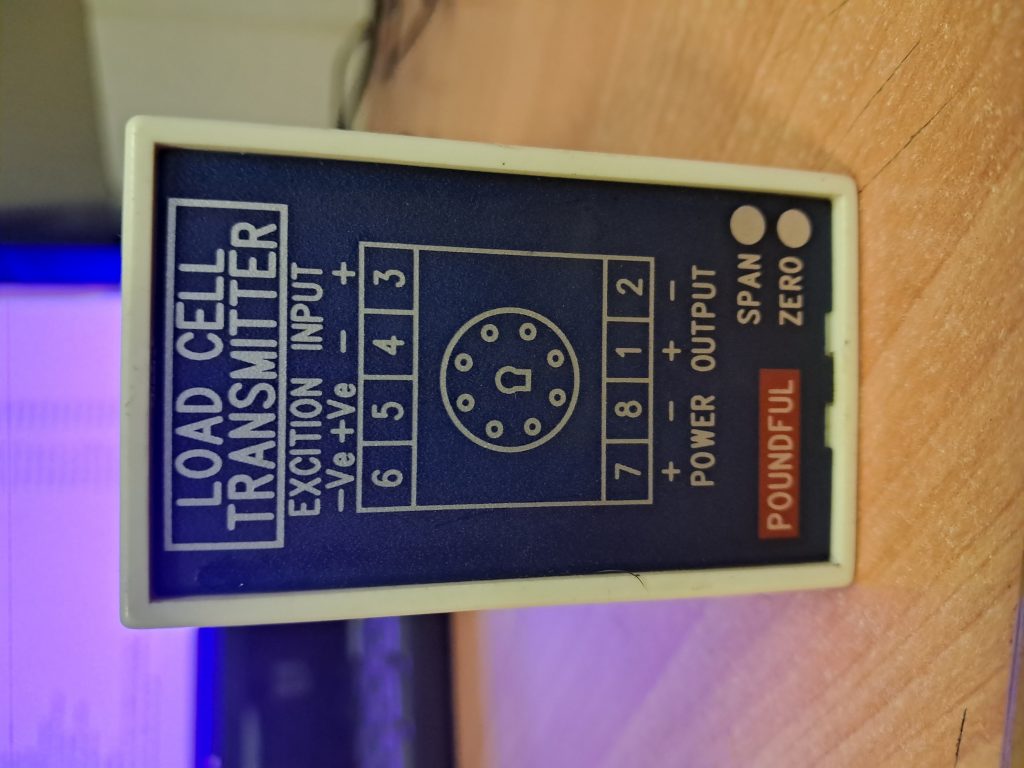 LOAD CELL
TRANSMITTER
EXCITION INPUT
-Ve +Ve - +
6 5 4 3
7 8 1 2
+ - + -
POWER OUTPUT
SPAN
POUNDFUL ZERO